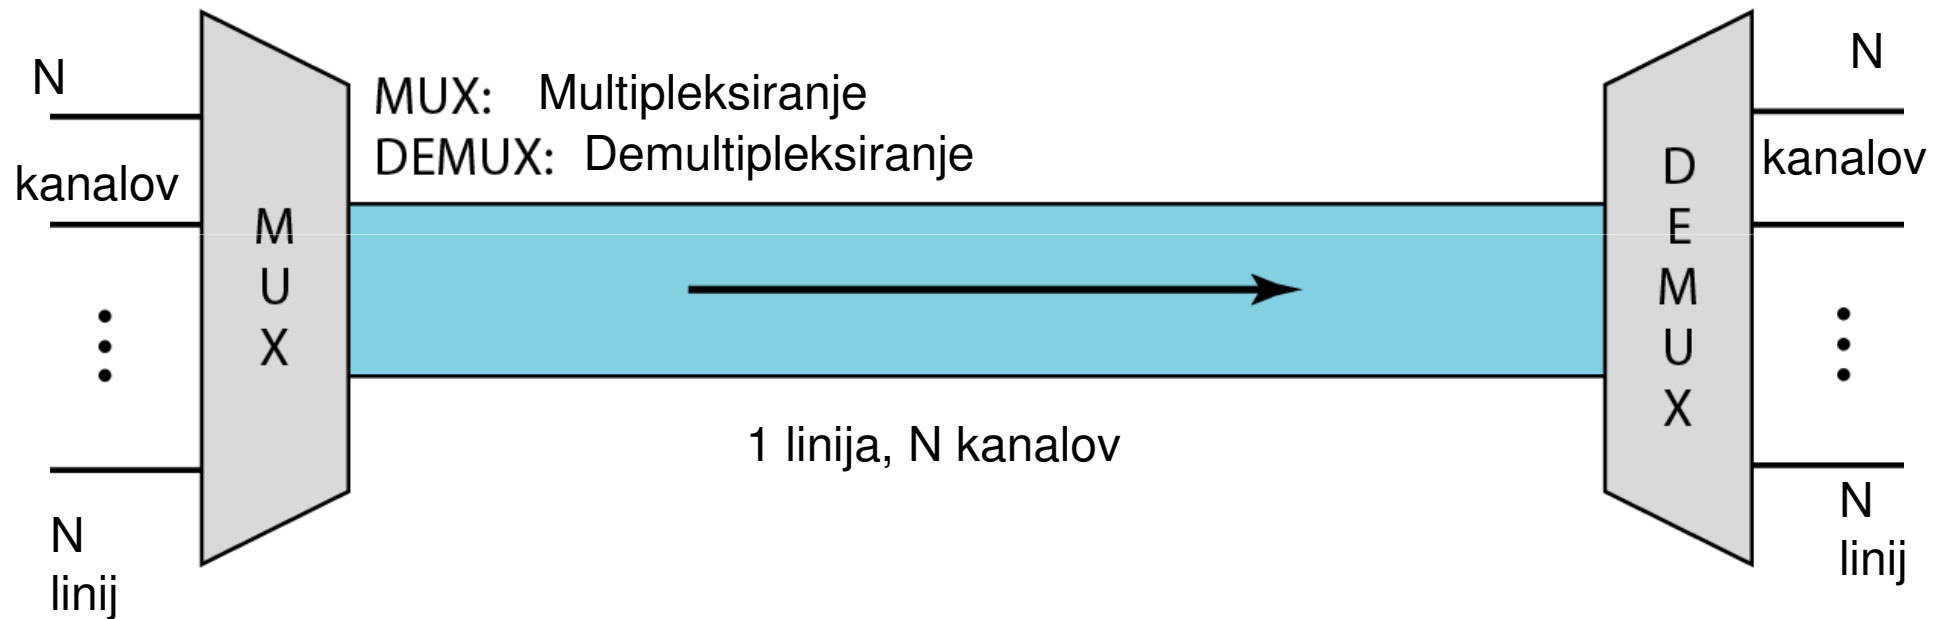 N
kanalov
N
linij
M
U
X
MUX: Multipleksiranje
DEMUX: Demultipleksiranje
1 linija, N kanalov
D
E
M
U
X
N
kanalov
N
linij